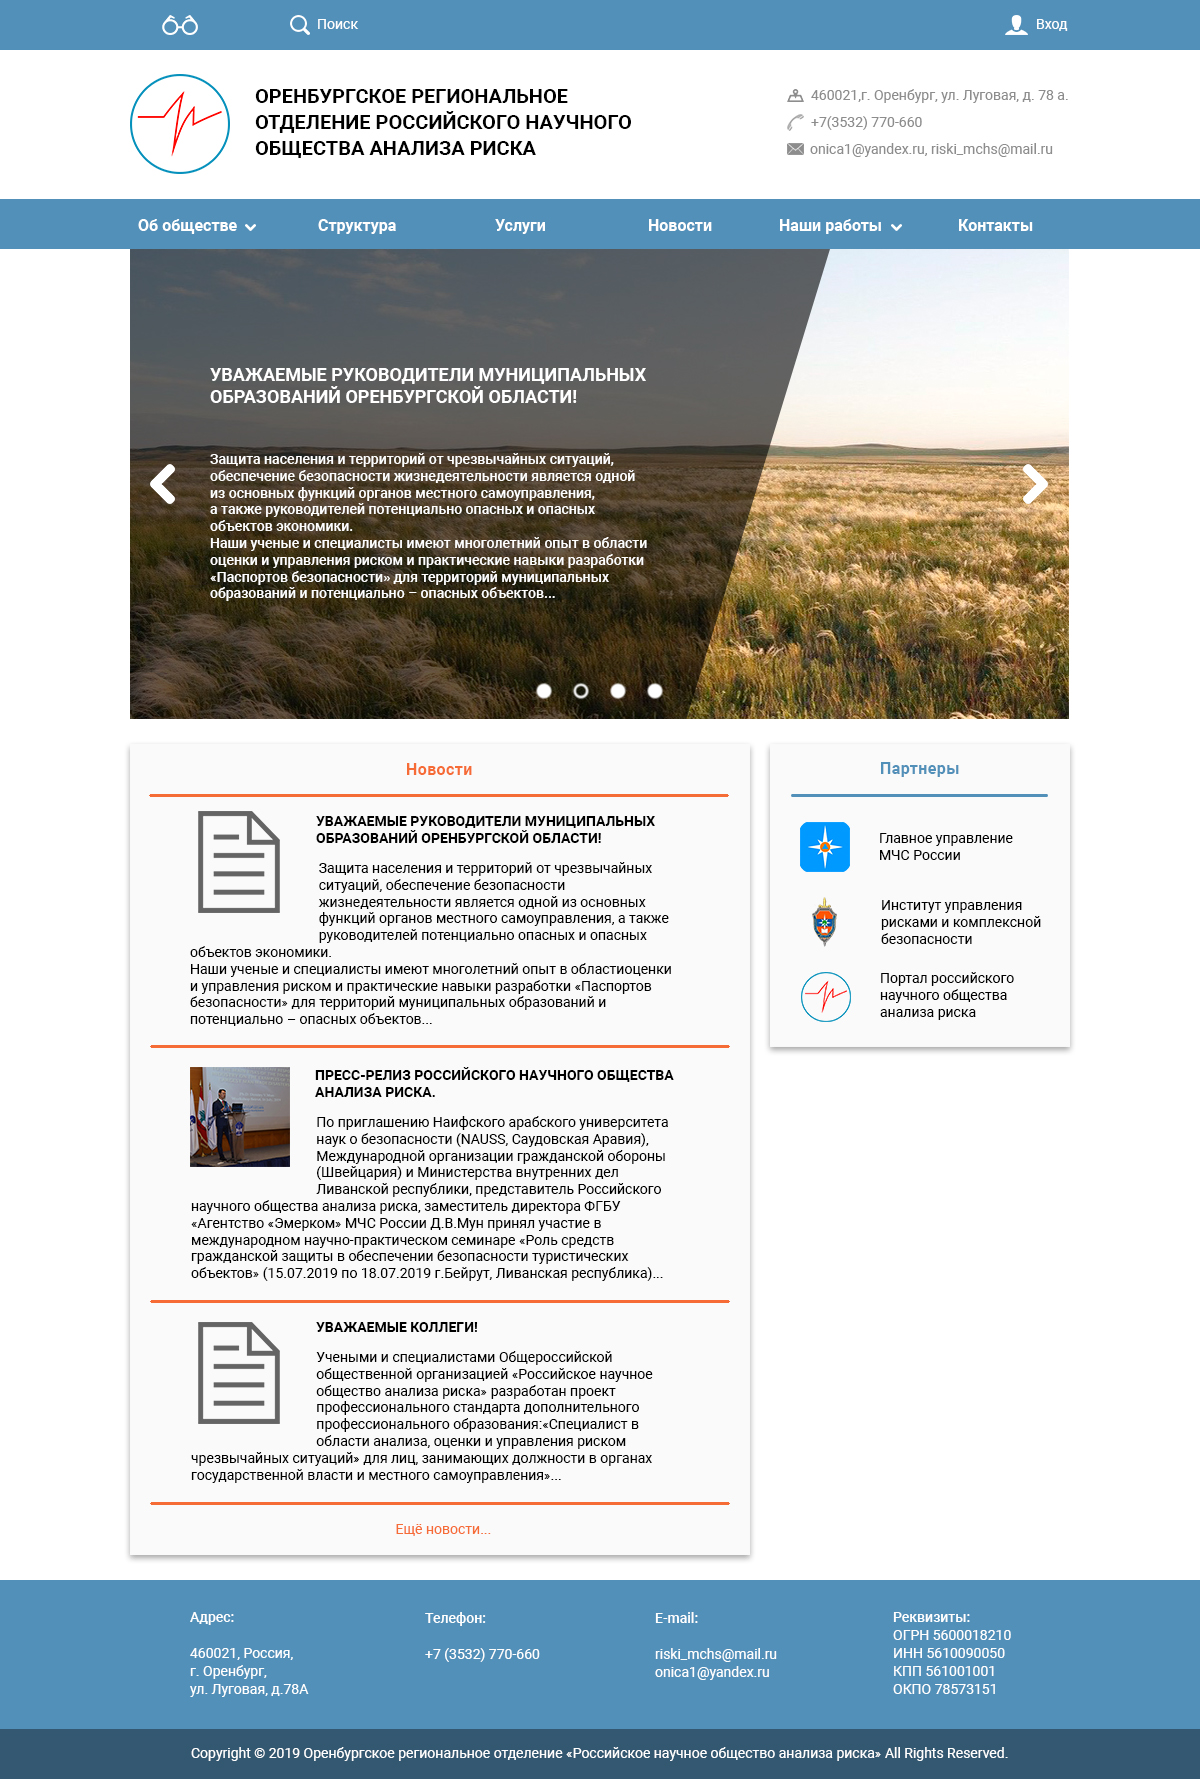 Поиск
Вход
ОРЕНБУРГСКОЕ РЕГИОНАЛЬНОЕ
ОТДЕЛЕНИЕ РОССИЙСКОГО НАУЧНОГО
ОБЩЕСТВА АНАЛИЗА РИСКА
460021,г. Оренбург, ул. Луговая, д. 78 а.
+7(3532) 770-660
onica1@yandex.ru, riski_mchs@mail.ru
Об обществе
Структура
Услуги
Новости
Наши работы
Контакты
УВАЖАЕМЫЕ РУКОВОДИТЕЛИ МУНИЦИПАЛЬНЫХ
ОБРАЗОВАНИЙ ОРЕНБУРГСКОЙ ОБЛАСТИ!
Защита населения и территорий от чрезвычайных ситуаций,
обеспечение безопасности жизнедеятельности является одной
из основных функций органов местного самоуправления,
а также руководителей потенциально опасных и опасных
объектов экономики.
Наши ученые и специалисты имеют многолетний опыт в области
оценки и управления риском и практические навыки разработки
«Паспортов безопасности» для территорий муниципальных
образований и потенциально – опасных объектов...
Новости
УВАЖАЕМЫЕ РУКОВОДИТЕЛИ МУНИЦИПАЛЬНЫХ
ОБРАЗОВАНИЙ ОРЕНБУРГСКОЙ ОБЛАСТИ!
Защита населения и территорий от чрезвычайных
ситуаций, обеспечение безопасности
жизнедеятельности является одной из основных
функций органов местного самоуправления, а также
руководителей потенциально опасных и опасных
объектов экономики.
Наши ученые и специалисты имеют многолетний опыт в областиоценки
и управления риском и практические навыки разработки «Паспортов
безопасности» для территорий муниципальных образований и
потенциально – опасных объектов...
ПРЕСС-РЕЛИЗ РОССИЙСКОГО НАУЧНОГО ОБЩЕСТВА
АНАЛИЗА РИСКА.
По приглашению Наифского арабского университета
наук о безопасности (NAUSS, Саудовская Аравия),
Международной организации гражданской обороны
(Швейцария) и Министерства внутренних дел
Ливанской республики, представитель Российского
научного общества анализа риска, заместитель директора ФГБУ
«Агентство «Эмерком» МЧС России Д.В.Мун принял участие в
международном научно-практическом семинаре «Роль средств
гражданской защиты в обеспечении безопасности туристических
объектов» (15.07.2019 по 18.07.2019 г.Бейрут, Ливанская республика)...
УВАЖАЕМЫЕ КОЛЛЕГИ!
Учеными и специалистами Общероссийской
общественной организацией «Российское научное
общество анализа риска» разработан проект
профессионального стандарта дополнительного
профессионального образования:«Специалист в
области анализа, оценки и управления риском
чрезвычайных ситуаций» для лиц, занимающих должности в органах
государственной власти и местного самоуправления»...
Ещё новости...
Партнеры
Главное управление
МЧС России
Институт управления
рисками и комплексной
безопасности
Портал российского
научного общества
анализа риска
Адрес:
460021, Россия,
г. Оренбург,
ул. Луговая, д.78А
Телефон:
+7 (3532) 770-660
E-mail:
riski_mchs@mail.ru
onica1@yandex.ru
Реквизиты:
ОГРН 5600018210
ИНН 5610090050
КПП 561001001
ОКПО 78573151
Copyright © 2019 Оренбургское региональное отделение «Российское научное общество анализа риска» All Rights Reserved.